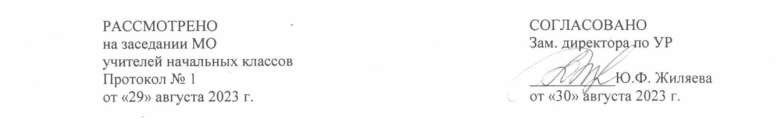 РАССМОТРЕНО
на заседании МО
учителей начальных классов
Протокол № 1
от «29» августа 2023 г.
СОГЛАСОВАНО
Зам. директора по УР
Ю.Ф. Жиляева
от «30» августа 2023 г.